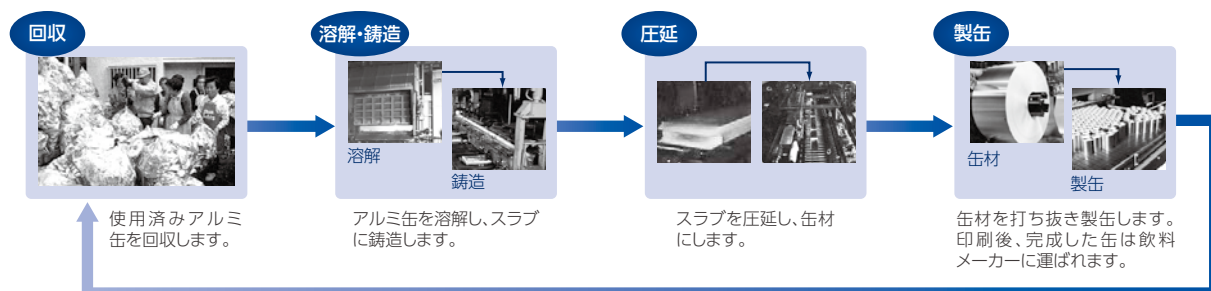 回収
溶解・鋳造
圧延
製缶
溶解
鋳造
缶材
製缶
使用済みアルミ
缶を回収します。
アルミ缶を溶解し、スラブ
に鋳造します。
スラブを圧延し、缶材
にします。
缶材を打ち抜き製缶します。
印刷後、完成した缶は飲料
メーカーに運ばれます。